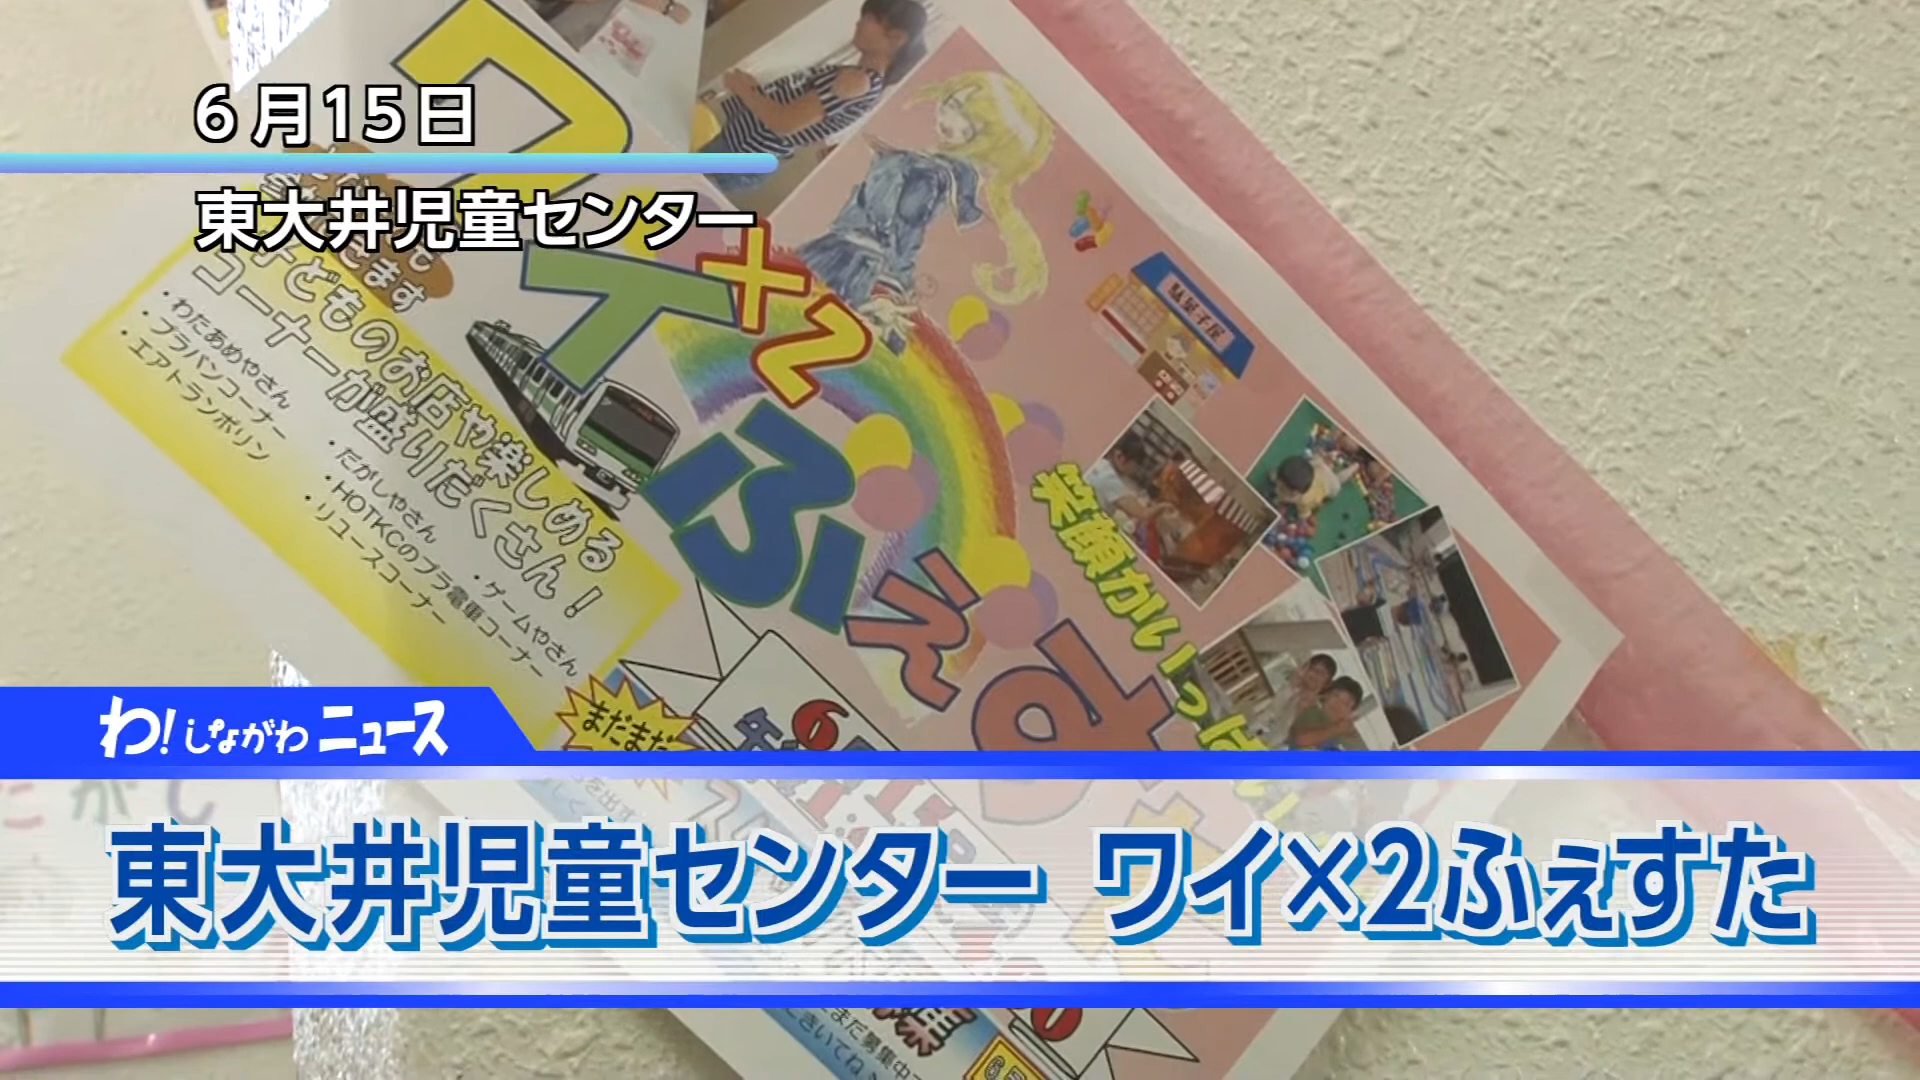 6月15日
東大井児童センター
ワイ×2ふぇすた
子どものお店や楽しめる
コーナーが盛りだくさん！
・わたあめやさん
・プラバンコーナー
・エアトランポリン
・だがしやさん
・HOTKCのプラ電車コーナー
・リユースコーナー
・ゲームやさん
笑顔がいっぱい
まだまだ
わ！しながわニュース
東大井児童センター ワイ×2ふぇすた